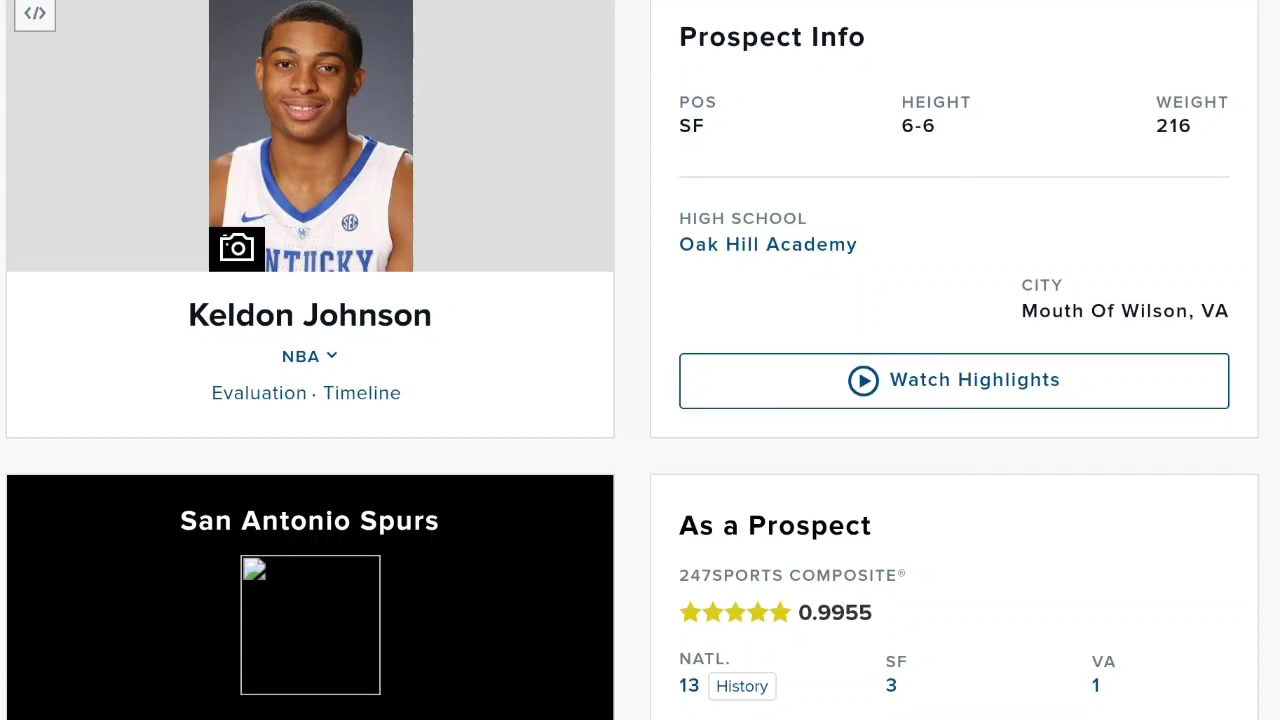 </>
SEC
NTUCKY
Keldon Johnson
NBA
Evaluation · Timeline
San Antonio Spurs
Prospect Info
POS HEIGHT WEIGHT
SF 6-6 216
HIGH SCHOOL
Oak Hill Academy
CITY
Mouth Of Wilson, VA
Watch Highlights
As a Prospect
247SPORTS COMPOSITE®
0.9955
NATL. SF VA
13 History 3 1